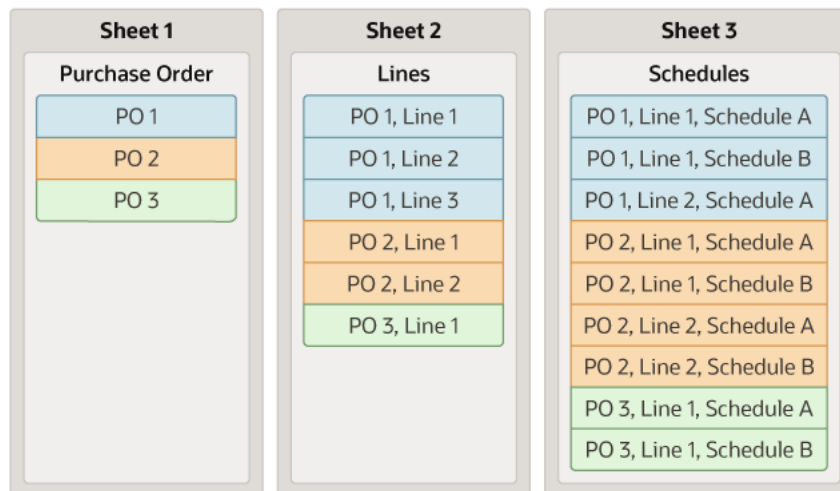 Sheet 1
Purchase Order
PO 1
PO 2
PO 3
Sheet 2
Lines
PO 1, Line 1
PO 1, Line 2
PO 1, Line 3
PO 2, Line 1
PO 2, Line 2
PO 3, Line 1
Sheet 3
Schedules
PO 1, Line 1, Schedule A
PO 1, Line 1, Schedule B
PO 1, Line 2, Schedule A
PO 2, Line 1, Schedule A
PO 2, Line 1, Schedule B
PO 2, Line 2, Schedule A
PO 2, Line 2, Schedule B
PO 3, Line 1, Schedule A
PO 3, Line 1, Schedule B